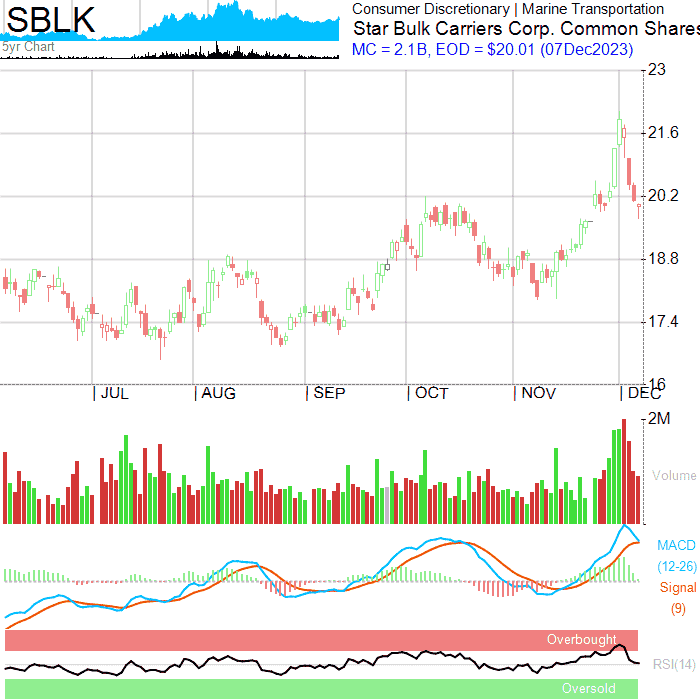 SBLK
Consumer Discretionary | Marine Transportation
Star Bulk Carriers Corp. Common Shares
5yr Chart
MC = 2.1B, EOD = $20.01 (07Dec2023)
23
21.6
20.2
18.8
17.4
16
JUL AUG SEP OCT NOV DEC
2M
Volume
MACD
(12-26)
Signal
(9)
Overbought
RSI(14)
Oversold